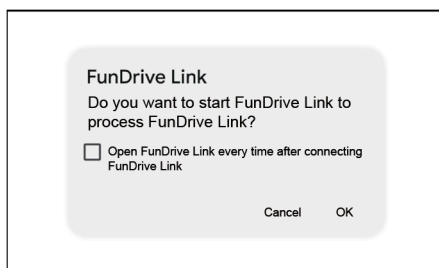 FunDrive Link
Do you want to start FunDrive Link to
process FunDrive Link?
Open FunDrive Link every time after connecting
FunDrive Link
Cancel OK